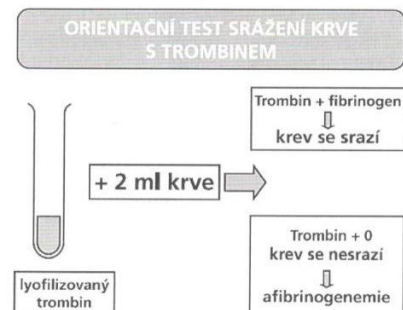 ORIENTAČNÍ TEST SRÁŽENÍ KRVE
S TROMBINEM
Trombin + fibrinogen
krev se srazí
+ 2 ml krve
Trombin + 0
krev se nesrazí
afibrinogenemie
lyofilizovaný
trombin